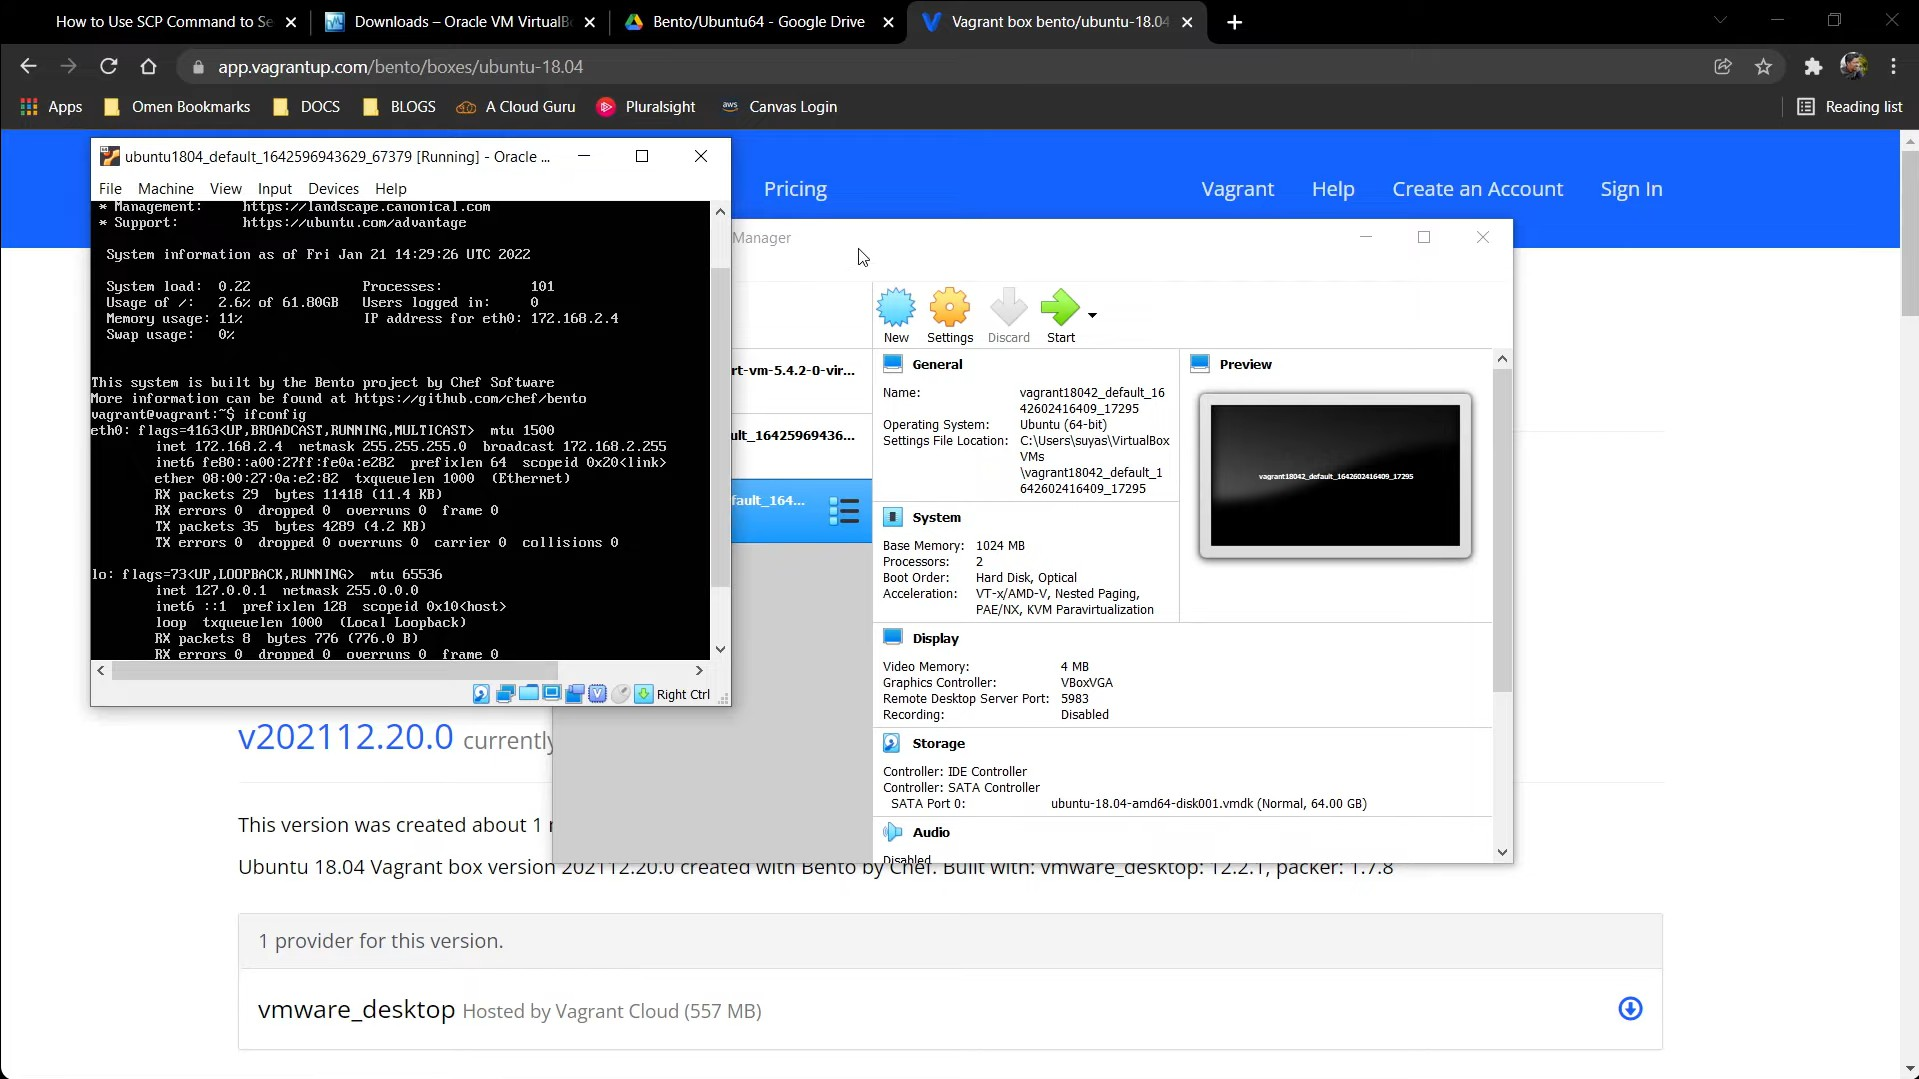 How to Use SCP Command to Se
Downloads – Oracle VM VirtualB
Bento/Ubuntu64 - Google Drive
Vagrant box bento/ubuntu-18.04
app.vagrantup.com/bento/boxes/ubuntu-18.04
Apps
Omen Bookmarks
DOCS
BLOGS
A Cloud Guru
Pluralsight
aws
Canvas Login
Reading list
Pricing
Vagrant
Help
Create an Account
Sign In
ubuntu1804_default_1642596943629_67379 [Running] - Oracle ...
File Machine View Input Devices Help
* Management: https://landscape.canonical.com
* Support: https://ubuntu.com/advantage
System information as of Fri Jan 21 14:29:26 UTC 2022
System load: 0.22 Processes: 101
Usage of /: 2.6% of 61.80GB Users logged in: 0
Memory usage: 11% IP address for eth0: 172.168.2.4
Swap usage: 0%
This system is built by the Bento project by Chef Software
More information can be found at https://github.com/chef/bento
vagrant@vagrant:~$ ifconfig
eth0: flags=4163<UP,BROADCAST,RUNNING,MULTICAST> mtu 1500
inet 172.168.2.4 netmask 255.255.255.0 broadcast 172.168.2.255
inet6 fe80::a00:27ff:fe0a:e282 prefixlen 64 scopeid 0x20<link>
ether 08:00:27:0a:e2:82 txqueuelen 1000 (Ethernet)
RX packets 29 bytes 11418 (11.4 KB)
RX errors 0 dropped 0 overruns 0 frame 0
TX packets 35 bytes 4289 (4.2 KB)
TX errors 0 dropped 0 overruns 0 carrier 0 collisions 0
lo: flags=73<UP,LOOPBACK,RUNNING> mtu 65536
inet 127.0.0.1 netmask 255.0.0.0
inet6 ::1 prefixlen 128 scopeid 0x10<host>
loop txqueuelen 1000 (Local Loopback)
RX packets 8 bytes 776 (776.0 B)
RX errors 0 dropped 0 overruns 0 frame 0
Right Ctrl
Manager
New
Settings
Discard
Start
rt-vm-5.4.2-0-vir...
ult_16425969436...
fault_164...
General
Name: vagrant18042_default_16
42602416409_17295
Operating System: Ubuntu (64-bit)
Settings File Location: C:\Users\suyas\VirtualBox
VMs
\vagrant18042_default_1
642602416409_17295
Preview
vagrant18042_default_1642602416409_17295
System
Base Memory: 1024 MB
Processors: 2
Boot Order: Hard Disk, Optical
Acceleration: VT-x/AMD-V, Nested Paging,
PAE/NX, KVM Paravirtualization
Display
Video Memory: 4 MB
Graphics Controller: VBoxVGA
Remote Desktop Server Port: 5983
Recording: Disabled
Storage
Controller: IDE Controller
Controller: SATA Controller
SATA Port 0: ubuntu-18.04-amd64-disk001.vmdk (Normal, 64.00 GB)
Audio
Disabled
v202112.20.0 currently
This version was created about 1
Ubuntu 18.04 Vagrant box version 202112.20.0 created with Bento by Chef. Built with: vmware_desktop: 12.2.1, packer: 1.7.8
1 provider for this version.
vmware_desktop Hosted by Vagrant Cloud (557 MB)